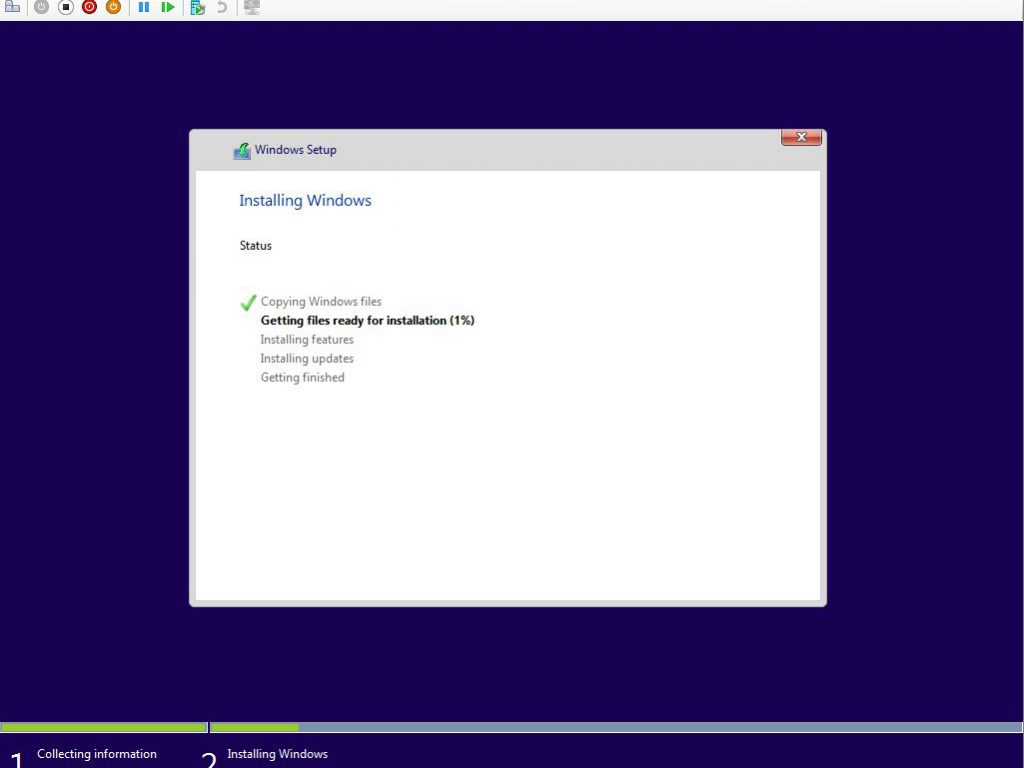 Windows Setup
Installing Windows
Status
Copying Windows files
Getting files ready for installation (1%)
Installing features
Installing updates
Getting finished
1 Collecting information
2 Installing Windows